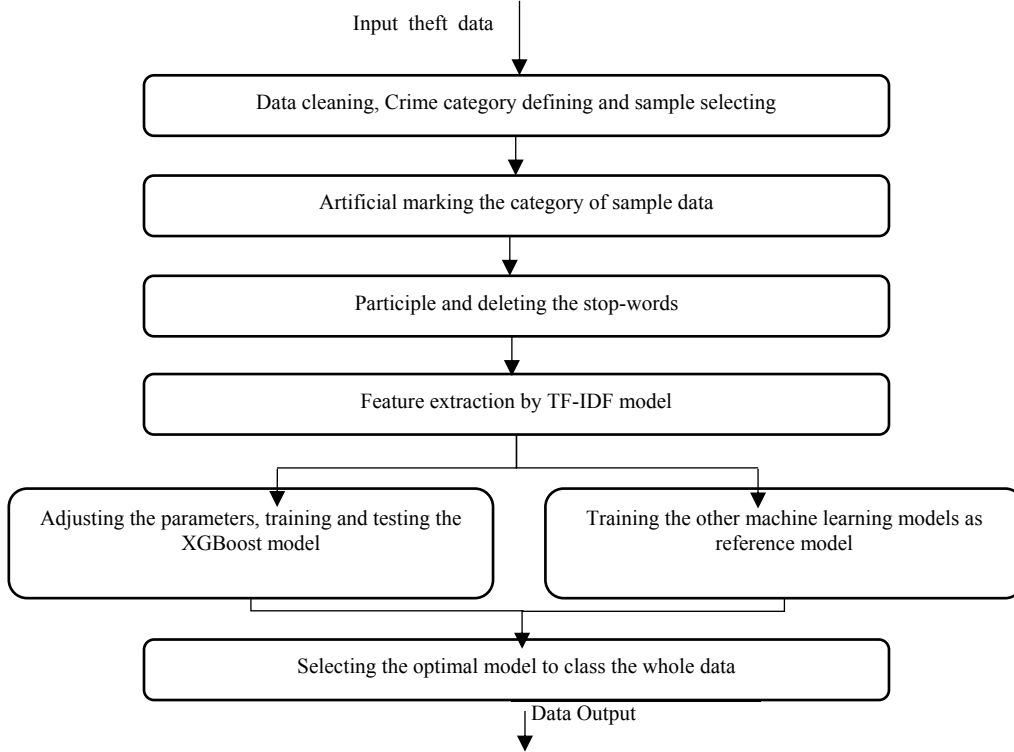 Input theft data
Data cleaning, Crime category defining and sample selecting
Artificial marking the category of sample data
Participle and deleting the stop-words
Feature extraction by TF-IDF model
Adjusting the parameters, training and testing the
XGBoost model
Training the other machine learning models as
reference model
Selecting the optimal model to class the whole data
Data Output